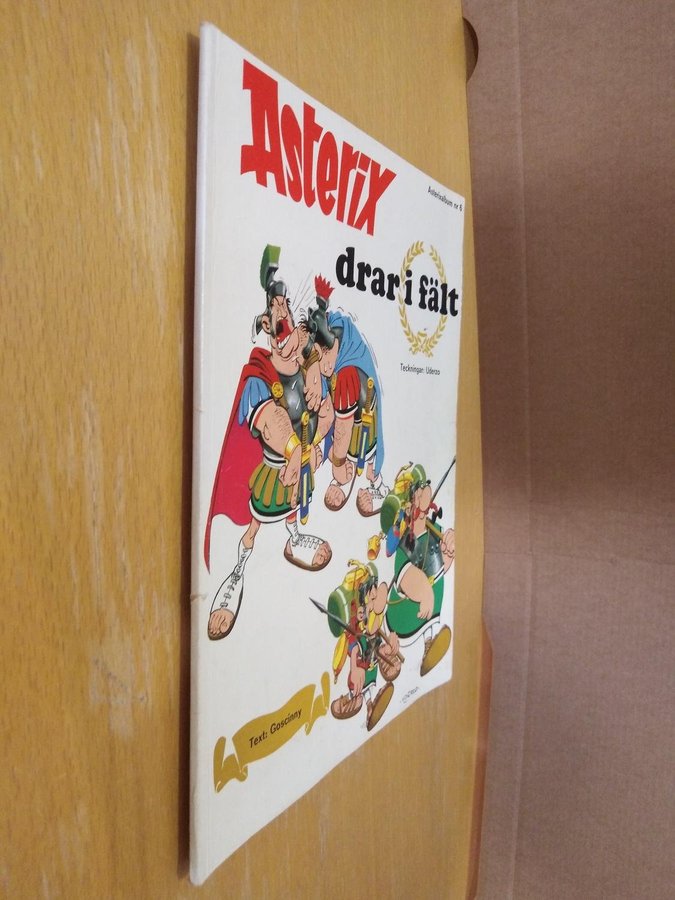 Asterix
Asterixalbum nr 6
drar i fält
Teckningar: Uderzo
Text: Goscinny